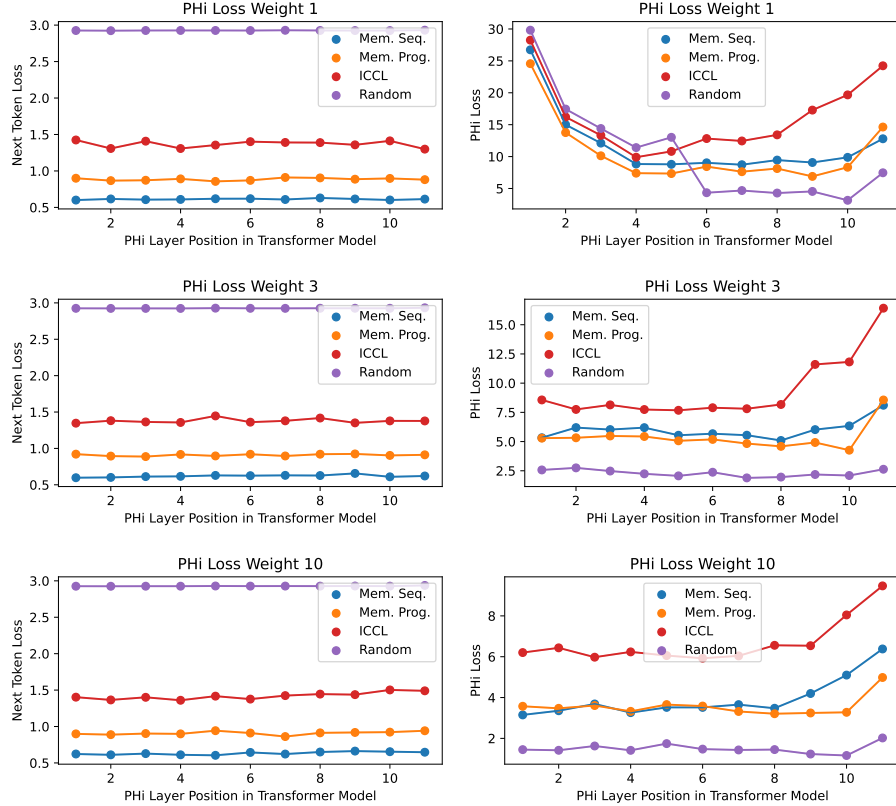 PHi Loss Weight 1
3.0
2.5
2.0
1.5
1.0
0.5
Next Token Loss
Mem. Seq.
Mem. Prog.
ICCL
Random
2 4 6 8 10
PHi Layer Position in Transformer Model
PHi Loss Weight 1
30
25
20
15
10
5
PHi Loss
Mem. Seq.
Mem. Prog.
ICCL
Random
2 4 6 8 10
PHi Layer Position in Transformer Model
PHi Loss Weight 3
3.0
2.5
2.0
1.5
1.0
0.5
Next Token Loss
Mem. Seq.
Mem. Prog.
ICCL
Random
2 4 6 8 10
PHi Layer Position in Transformer Model
PHi Loss Weight 3
15.0
12.5
10.0
7.5
5.0
2.5
PHi Loss
Mem. Seq.
Mem. Prog.
ICCL
Random
2 4 6 8 10
PHi Layer Position in Transformer Model
PHi Loss Weight 10
3.0
2.5
2.0
1.5
1.0
0.5
Next Token Loss
Mem. Seq.
Mem. Prog.
ICCL
Random
2 4 6 8 10
PHi Layer Position in Transformer Model
PHi Loss Weight 10
8
6
4
2
PHi Loss
Mem. Seq.
Mem. Prog.
ICCL
Random
2 4 6 8 10
PHi Layer Position in Transformer Model